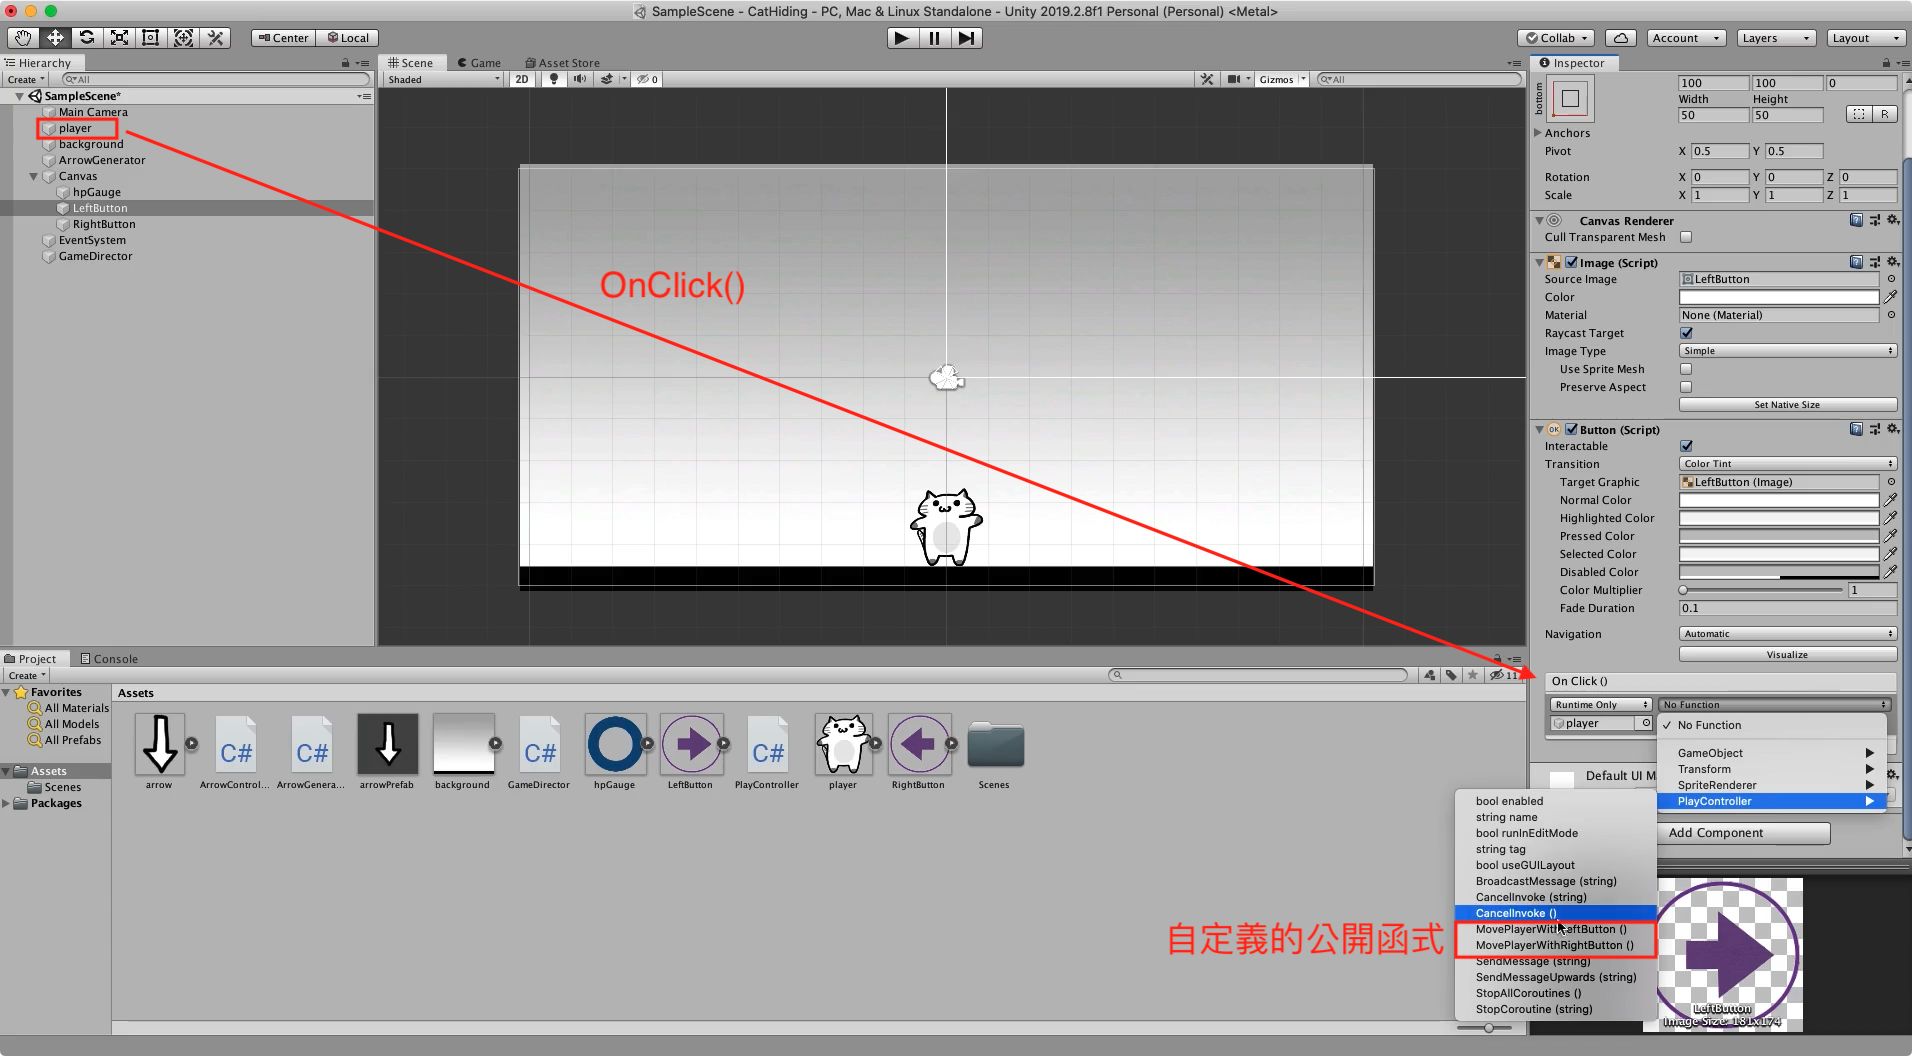 SampleScene - CatHiding - PC, Mac & Linux Standalone - Unity 2019.2.8f1 Personal (Personal) <Metal>
Center Local
Collab Account Layers Layout
Hierarchy
Create All
SampleScene*
Main Camera
player
background
ArrowGenerator
Canvas
hpGauge
LeftButton
RightButton
EventSystem
GameDirector
Scene Game Asset Store
Shaded 2D 0 Gizmos All
OnClick()
Inspector
bottom
100 100 0
Width Height
50 50
R
Anchors
Pivot X 0.5 Y 0.5
Rotation X 0 Y 0 Z 0
Scale X 1 Y 1 Z 1
Canvas Renderer
Cull Transparent Mesh
Image (Script)
Source Image LeftButton
Color
Material None (Material)
Raycast Target
Image Type Simple
Use Sprite Mesh
Preserve Aspect
Set Native Size
OK Button (Script)
Interactable
Transition Color Tint
Target Graphic LeftButton (Image)
Normal Color
Highlighted Color
Pressed Color
Selected Color
Disabled Color
Color Multiplier 1
Fade Duration 0.1
Navigation Automatic
Visualize
On Click ()
Runtime Only No Function
player
No Function
GameObject
Transform
SpriteRenderer
PlayController
Default UI M
Add Component
bool enabled
string name
bool runInEditMode
string tag
bool useGUILayout
BroadcastMessage (string)
CancelInvoke (string)
CancelInvoke ()
MovePlayerWithLeftButton ()
MovePlayerWithRightButton ()
SendMessage (string)
SendMessageUpwards (string)
StopAllCoroutines ()
StopCoroutine (string)
自定義的公開函式
LeftButton
Image Size: 181x174
Project Console
Create 11
Favorites
All Materials
All Models
All Prefabs
Assets
Scenes
Packages
Assets
C# C# C# C#
arrow ArrowControl... ArrowGenera... arrowPrefab background GameDirector hpGauge LeftButton PlayController player RightButton Scenes